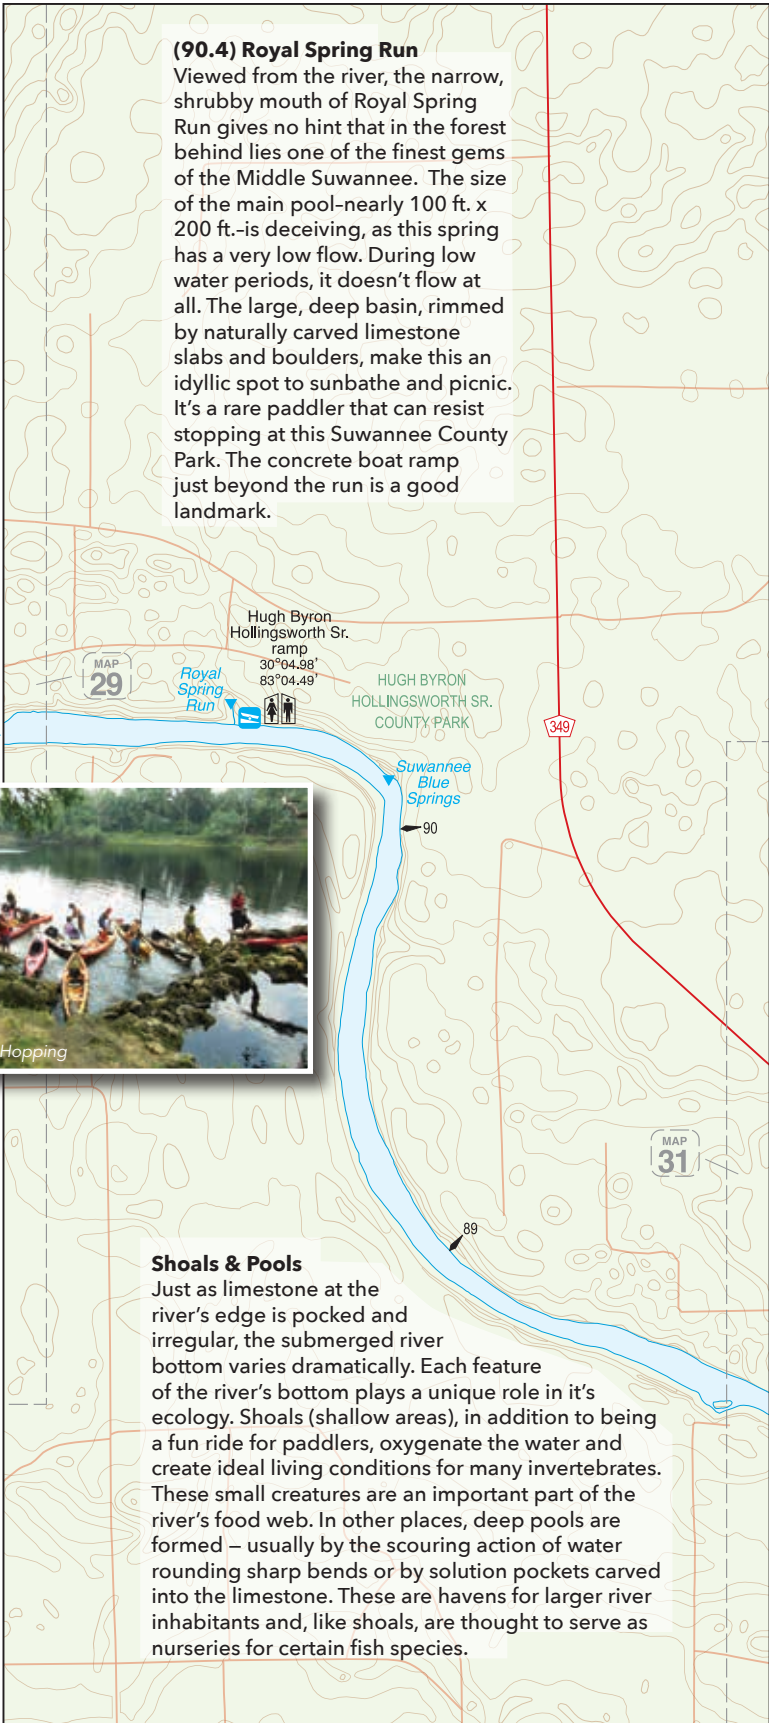 (90.4) Royal Spring Run
Viewed from the river, the narrow,
shrubby mouth of Royal Spring
Run gives no hint that in the forest
behind lies one of the finest gems
of the Middle Suwannee. The size
of the main pool–nearly 100 ft. x
200 ft.–is deceiving, as this spring
has a very low flow. During low
water periods, it doesn't flow at
all. The large, deep basin, rimmed
by naturally carved limestone
slabs and boulders, make this an
idyllic spot to sunbathe and picnic.
It's a rare paddler that can resist
stopping at this Suwannee County
Park. The concrete boat ramp
just beyond the run is a good
landmark.
Hugh Byron
Hollingsworth Sr.
ramp
30°04.98'
83°04.49'
MAP
29
Royal
Spring
Run
HUGH BYRON
HOLLINGSWORTH SR.
COUNTY PARK
349
Suwannee
Blue
Springs
90
Hopping
MAP
31
89
Shoals & Pools
Just as limestone at the
river's edge is pocked and
irregular, the submerged river
bottom varies dramatically. Each feature
of the river's bottom plays a unique role in it's
ecology. Shoals (shallow areas), in addition to being
a fun ride for paddlers, oxygenate the water and
create ideal living conditions for many invertebrates.
These small creatures are an important part of the
river's food web. In other places, deep pools are
formed – usually by the scouring action of water
rounding sharp bends or by solution pockets carved
into the limestone. These are havens for larger river
inhabitants and, like shoals, are thought to serve as
nurseries for certain fish species.